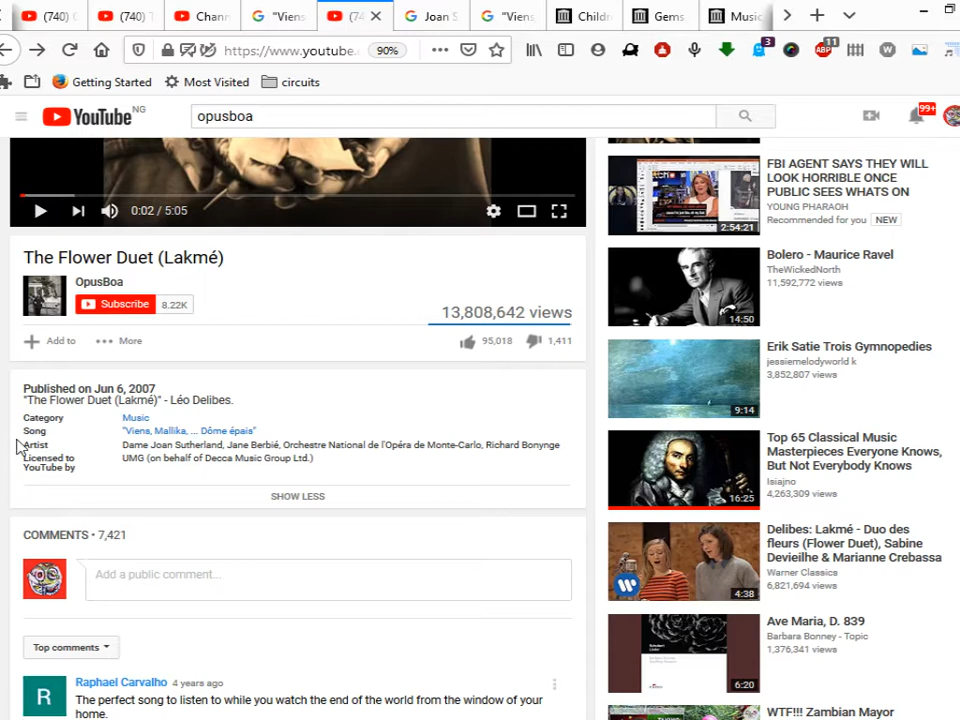 (740) (
(740) T
Chann
"Viens
(74
Joan S
"Viens,
Childr
Gems
Music
https://www.youtube.
90%
3
ABP
11
W
Getting Started
Most Visited
circuits
YouTube NG
opusboa
99+
0:02 / 5:05
The Flower Duet (Lakmé)
OpusBoa
Subscribe 8.22K
13,808,642 views
Add to
More
95,018
1,411
Published on Jun 6, 2007
"The Flower Duet (Lakmé)" - Léo Delibes.
Category Music
Song "Viens, Mallika, ... Dôme épais"
Artist Dame Joan Sutherland, Jane Berbié, Orchestre National de l'Opéra de Monte-Carlo, Richard Bonynge
Licensed to UMG (on behalf of Decca Music Group Ltd.)
YouTube by
SHOW LESS
COMMENTS • 7,421
Add a public comment...
Top comments
R
Raphael Carvalho 4 years ago
The perfect song to listen to while you watch the end of the world from the window of your
home.
FBI AGENT SAYS THEY WILL
LOOK HORRIBLE ONCE
PUBLIC SEES WHATS ON
YOUNG PHARAOH
Recommended for you NEW
2:54:21
Bolero - Maurice Ravel
TheWickedNorth
11,592,772 views
14:50
Erik Satie Trois Gymnopedies
jessiemelodyworld k
3,852,807 views
9:14
Top 65 Classical Music
Masterpieces Everyone Knows,
But Not Everybody Knows
Isiajno
4,263,309 views
16:25
Delibes: Lakmé - Duo des
fleurs (Flower Duet), Sabine
Devieilhe & Marianne Crebassa
Warner Classics
6,821,694 views
W
4:38
Ave Maria, D. 839
Barbara Bonney - Topic
1,376,341 views
6:20
WTF!!! Zambian Mayor